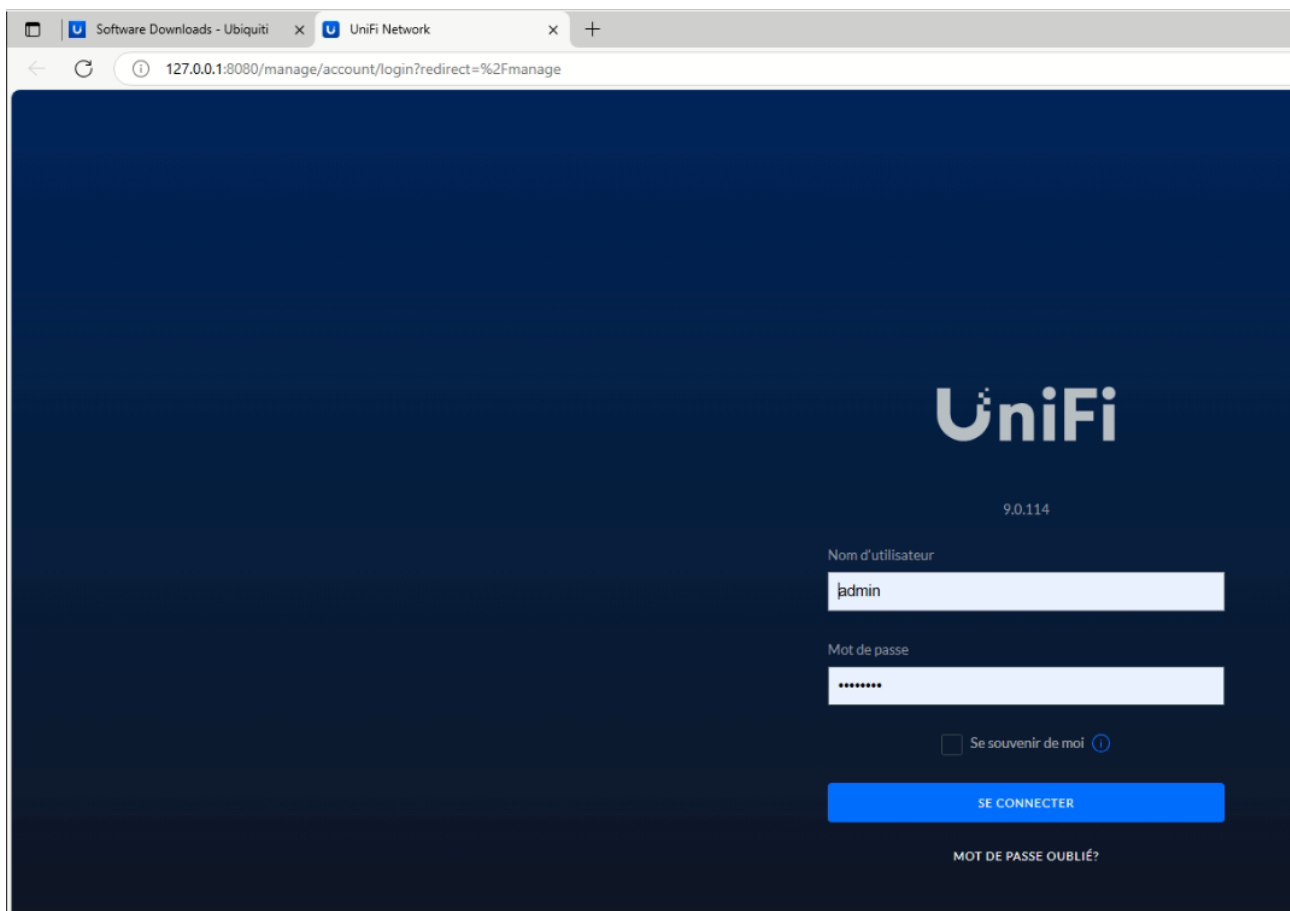 Software Downloads - Ubiquiti
UniFi Network
127.0.0.1:8080/manage/account/login?redirect=%2Fmanage
UniFi
9.0.114
Nom d'utilisateur
admin
Mot de passe
••••••••
Se souvenir de moi
SE CONNECTER
MOT DE PASSE OUBLIÉ?